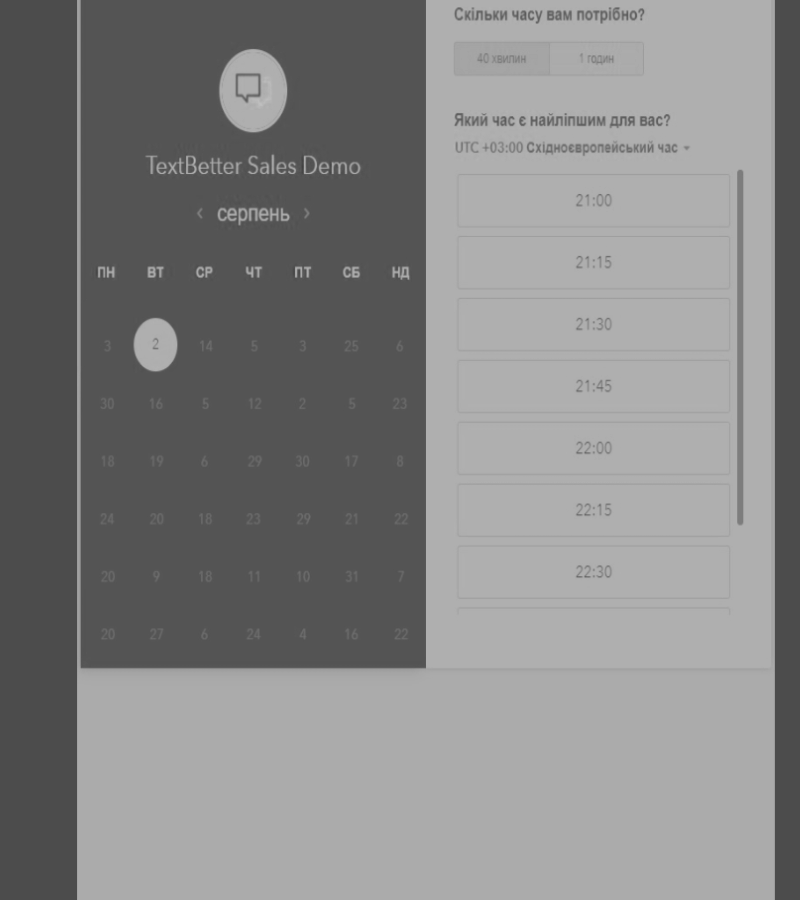 TextBetter Sales Demo
‹ серпень ›
ПН ВТ СР ЧТ ПТ СБ НД
3 2 14 5 3 25 6
30 16 5 12 2 5 23
18 19 6 29 30 17 8
24 20 18 23 29 21 22
20 9 18 11 10 31 7
20 27 6 24 4 16 22
Скільки часу вам потрібно?
40 хвилин 1 годин
Який час є найліпшим для вас?
UTC +03:00 Східноєвропейський час
21:00
21:15
21:30
21:45
22:00
22:15
22:30